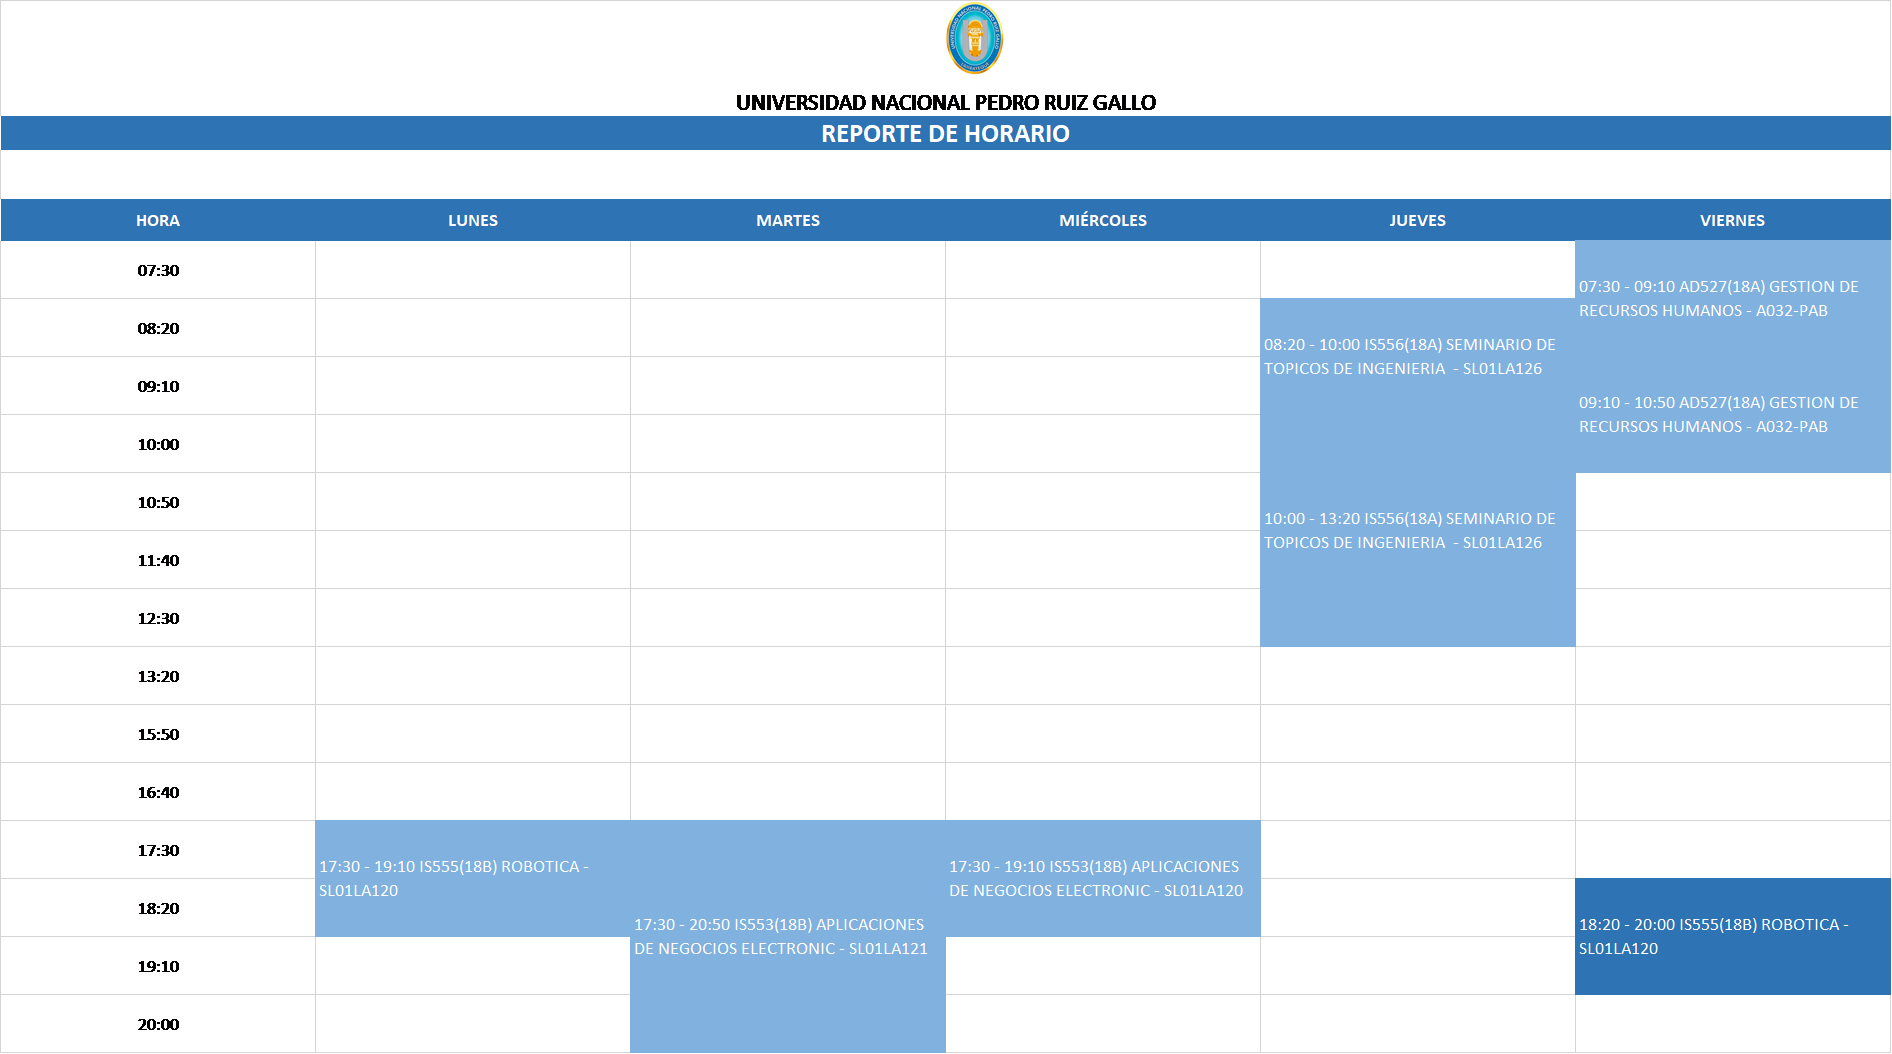 UNIVERSIDAD NACIONAL PEDRO RUIZ GALLO
LAMBAYEQUE
UNIVERSIDAD NACIONAL PEDRO RUIZ GALLO
REPORTE DE HORARIO
HORA LUNES MARTES MIÉRCOLES JUEVES VIERNES
07:30
07:30 - 09:10 AD527(18A) GESTION DE
RECURSOS HUMANOS - A032-PAB
08:20
08:20 - 10:00 IS556(18A) SEMINARIO DE
TOPICOS DE INGENIERIA - SL01LA126
09:10
09:10 - 10:50 AD527(18A) GESTION DE
RECURSOS HUMANOS - A032-PAB
10:00
10:50
10:00 - 13:20 IS556(18A) SEMINARIO DE
TOPICOS DE INGENIERIA - SL01LA126
11:40
12:30
13:20
15:50
16:40
17:30
17:30 - 19:10 IS555(18B) ROBOTICA -
SL01LA120
17:30 - 19:10 IS553(18B) APLICACIONES
DE NEGOCIOS ELECTRONIC - SL01LA120
18:20
17:30 - 20:50 IS553(18B) APLICACIONES
DE NEGOCIOS ELECTRONIC - SL01LA121
18:20 - 20:00 IS555(18B) ROBOTICA -
SL01LA120
19:10
20:00